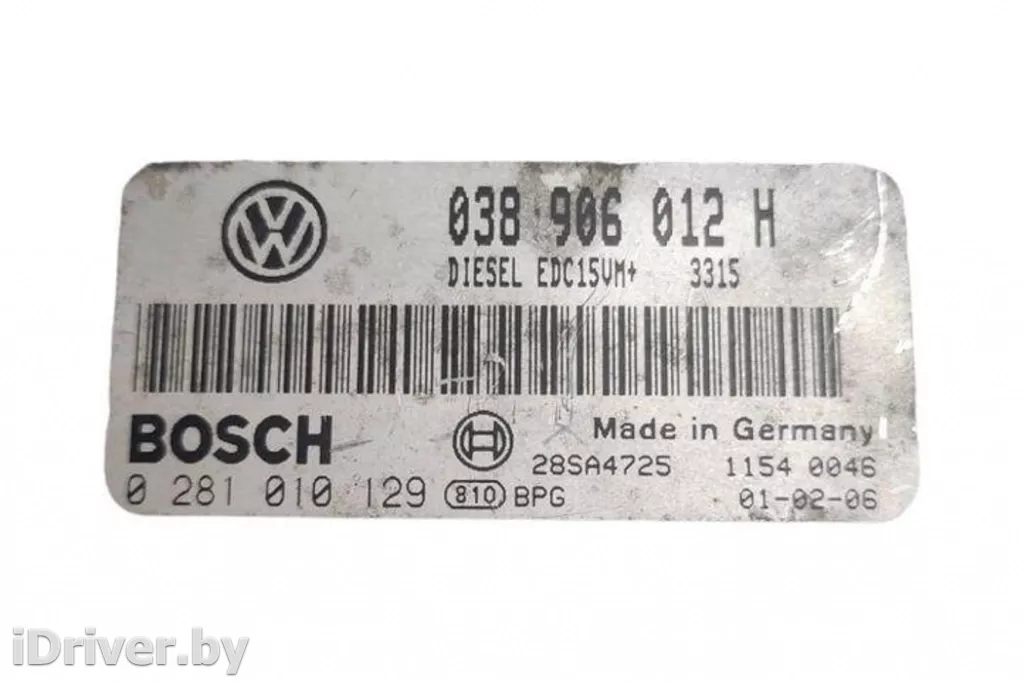 038 906 012 H
DIESEL EDC15VM+ 3315
BOSCH
Made in Germany
28SA4725 1154 0046
0 281 010 129 810 BPG 01-02-06
iDriver.by